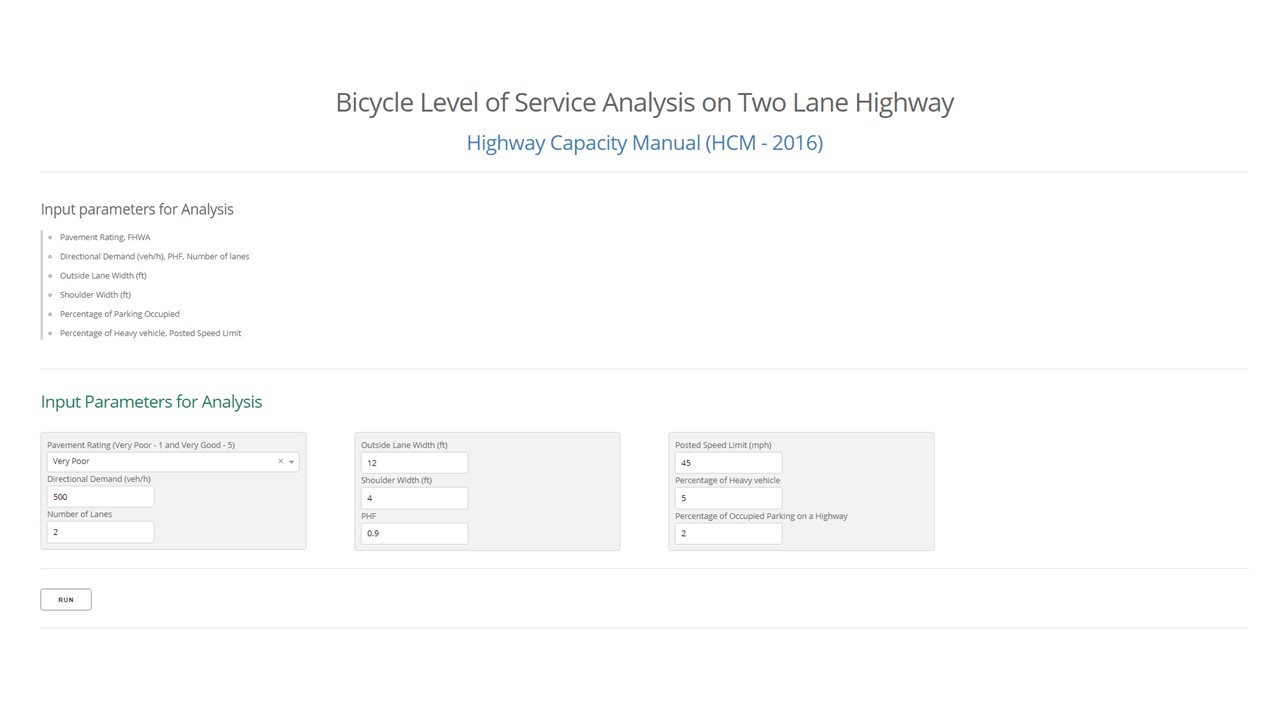 Bicycle Level of Service Analysis on Two Lane Highway
Highway Capacity Manual (HCM - 2016)
Input parameters for Analysis
Pavement Rating, FHWA
Directional Demand (veh/h), PHF, Number of lanes
Outside Lane Width (ft)
Shoulder Width (ft)
Percentage of Parking Occupied
Percentage of Heavy vehicle, Posted Speed Limit
Input Parameters for Analysis
Pavement Rating (Very Poor - 1 and Very Good - 5)
Very Poor
Directional Demand (veh/h)
500
Number of Lanes
2
Outside Lane Width (ft)
12
Shoulder Width (ft)
4
PHF
0.9
Posted Speed Limit (mph)
45
Percentage of Heavy vehicle
5
Percentage of Occupied Parking on a Highway
2
RUN